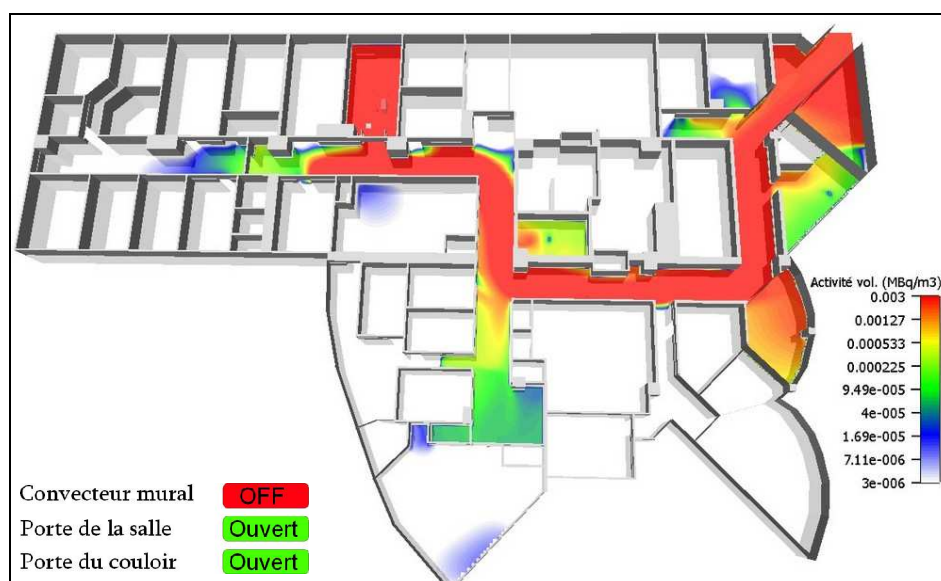 Activité vol. (MBq/m3)
0.003
0.00127
0.000533
0.000225
9.49e-005
4e-005
1.69e-005
7.11e-006
3e-006
Convecteur mural OFF
Porte de la salle Ouvert
Porte du couloir Ouvert